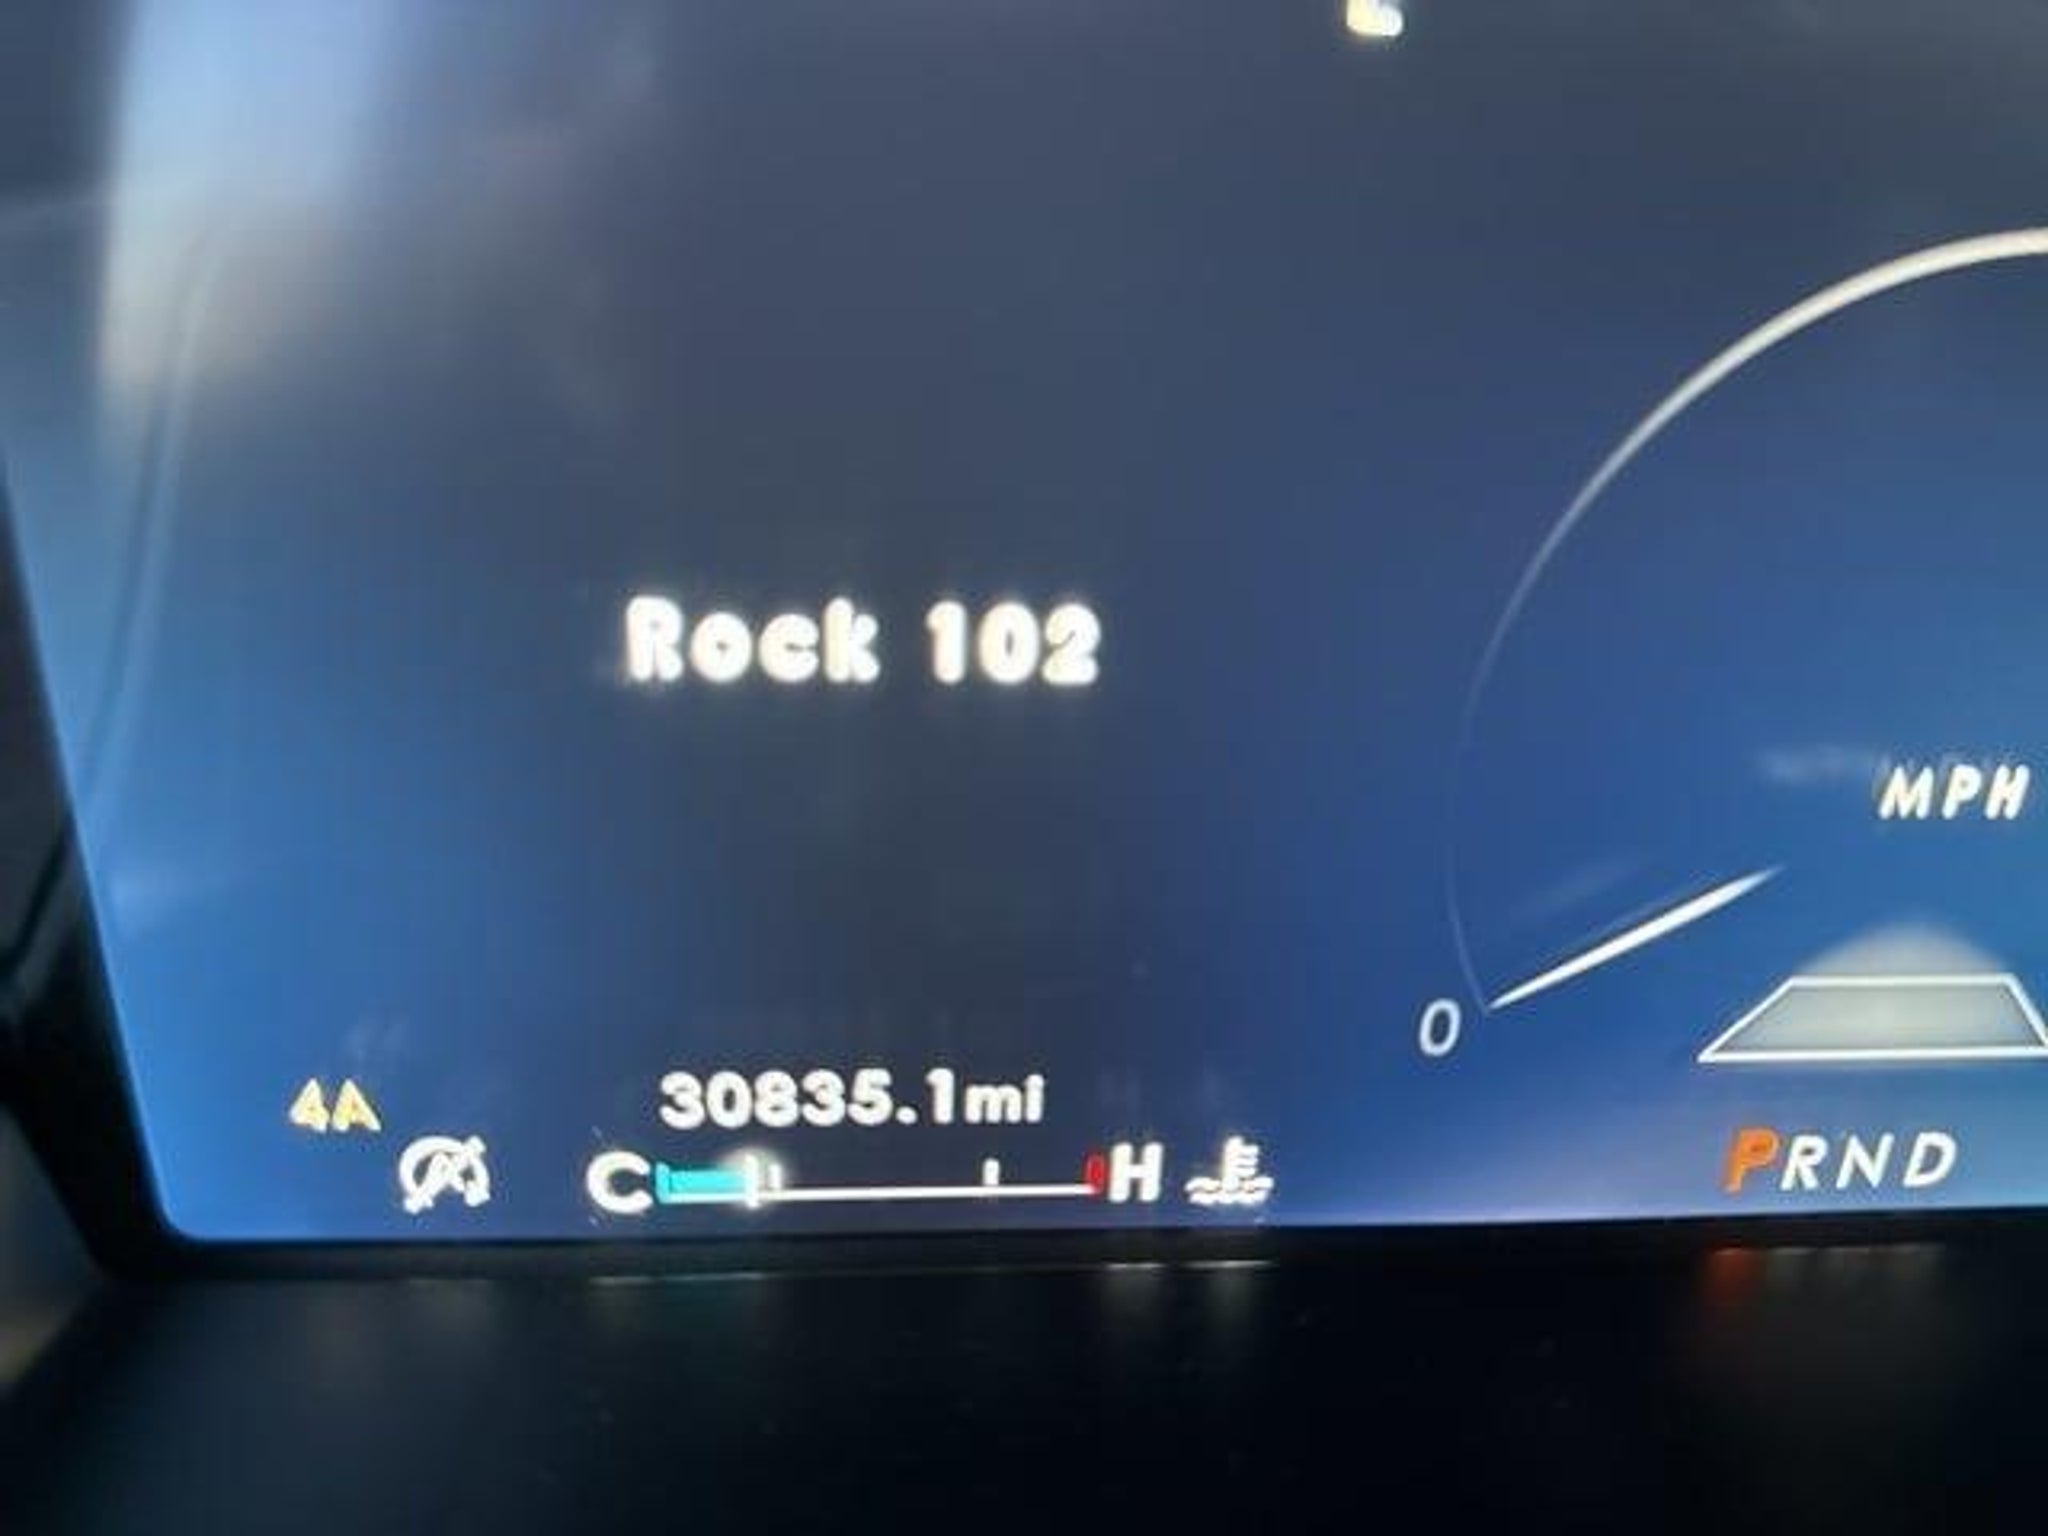 Rock 102
MPH
0
4A
30835.1mi
C H
PRND